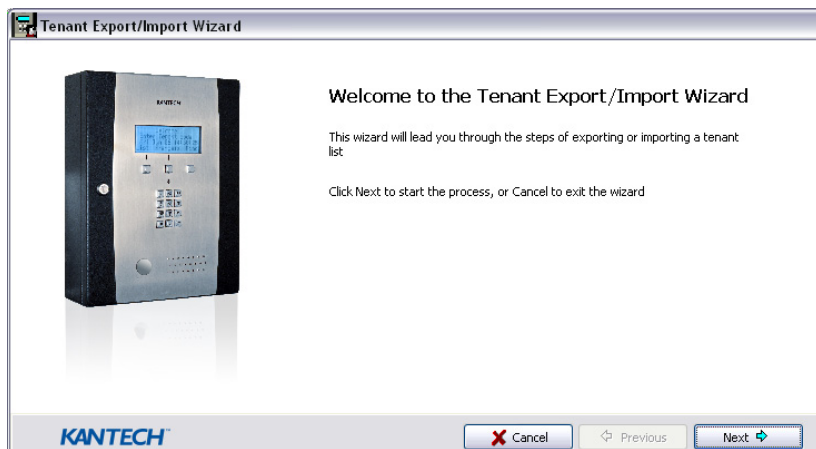 Tenant Export/Import Wizard
KANTECH
Welcome to the Tenant Export/Import Wizard
This wizard will lead you through the steps of exporting or importing a tenant
list
Click Next to start the process, or Cancel to exit the wizard
KANTECH
Cancel
Previous
Next